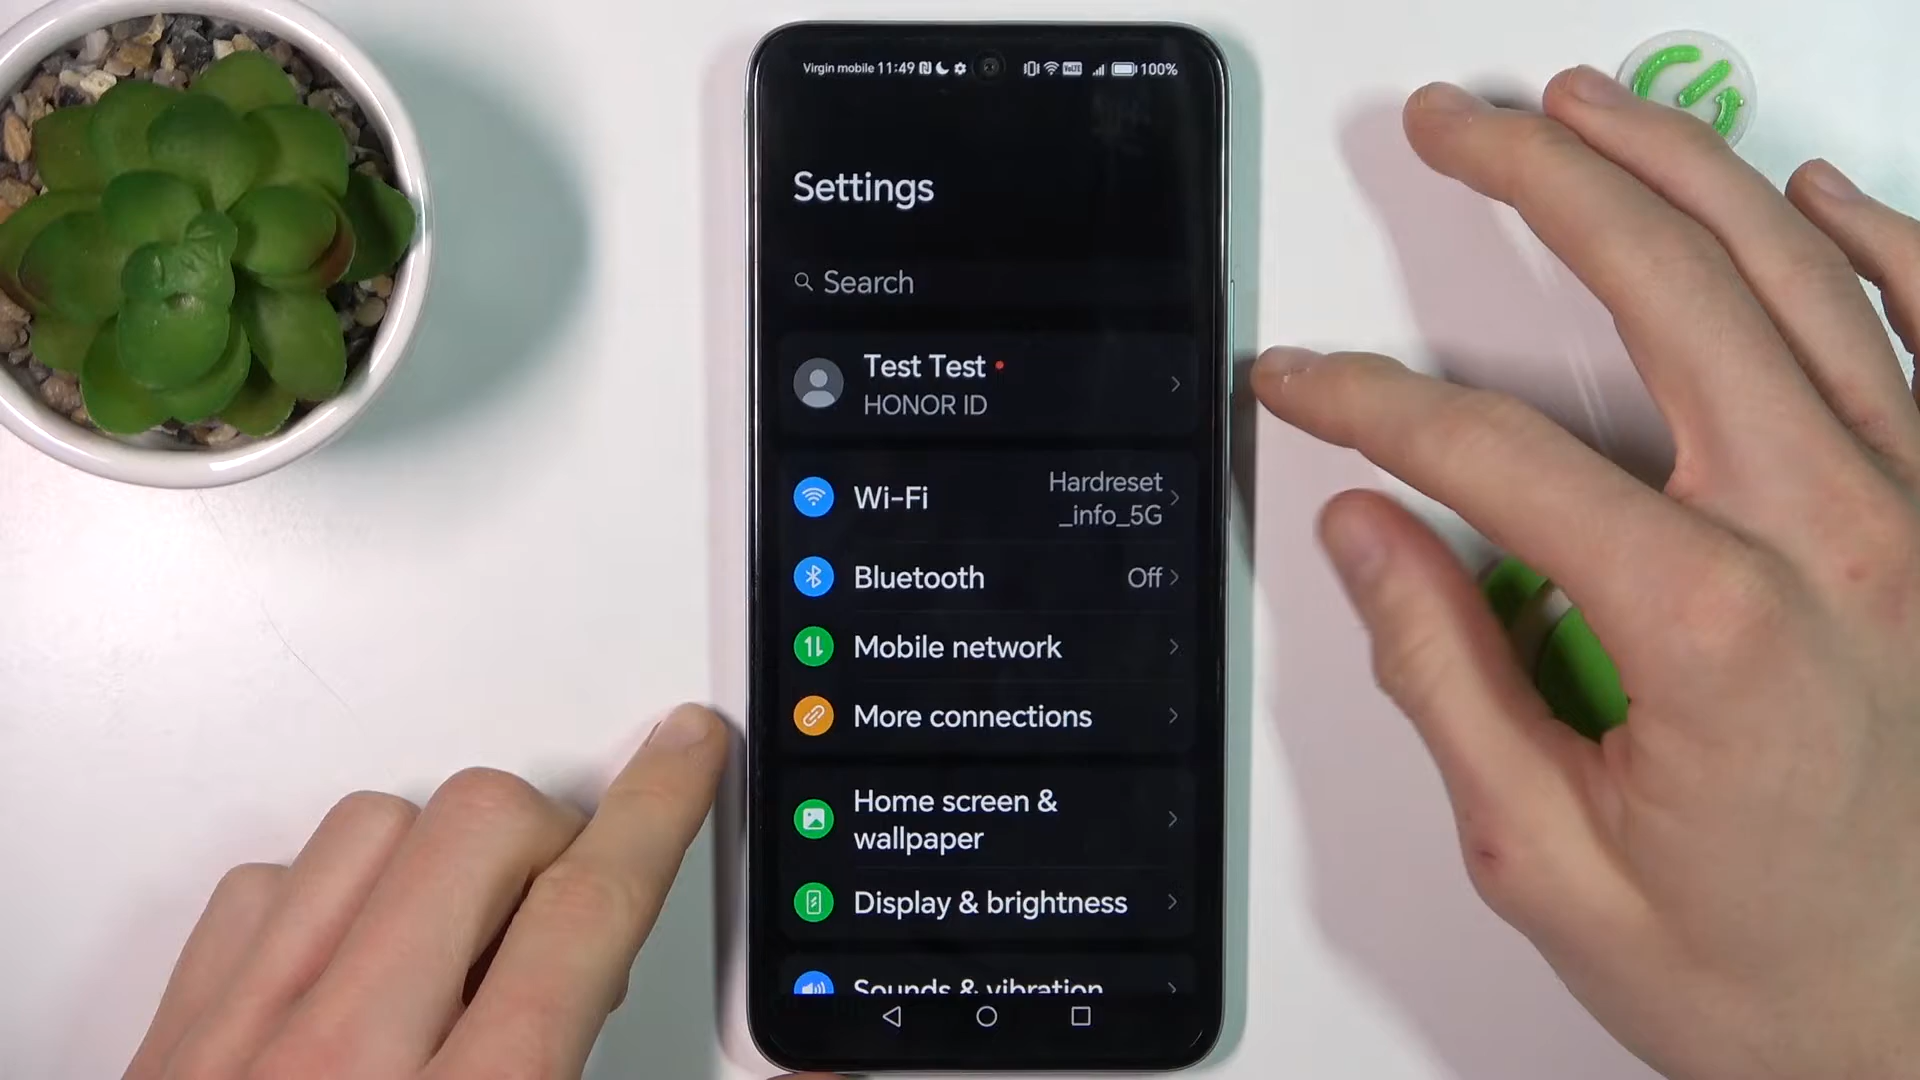 Virgin mobile 11:49 VoLTE 100%
Settings
Search
Test Test
HONOR ID
Wi-Fi
Hardreset
_info_5G
Bluetooth Off
Mobile network
More connections
Home screen &
wallpaper
Display & brightness
Sounds & vibration